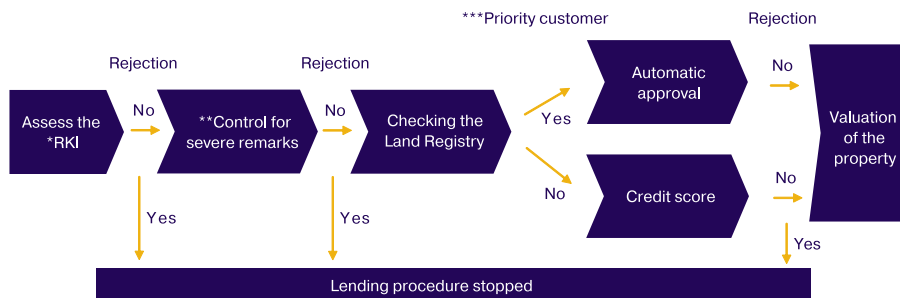 ***Priority customer
Rejection
Rejection
Rejection
Automatic
approval
No
No
No
Assess the
*RKI
**Control for
severe remarks
Checking the
Land Registry
Yes
Valuation
of the
property
No
Credit score
No
Yes
Yes
Yes
Lending procedure stopped